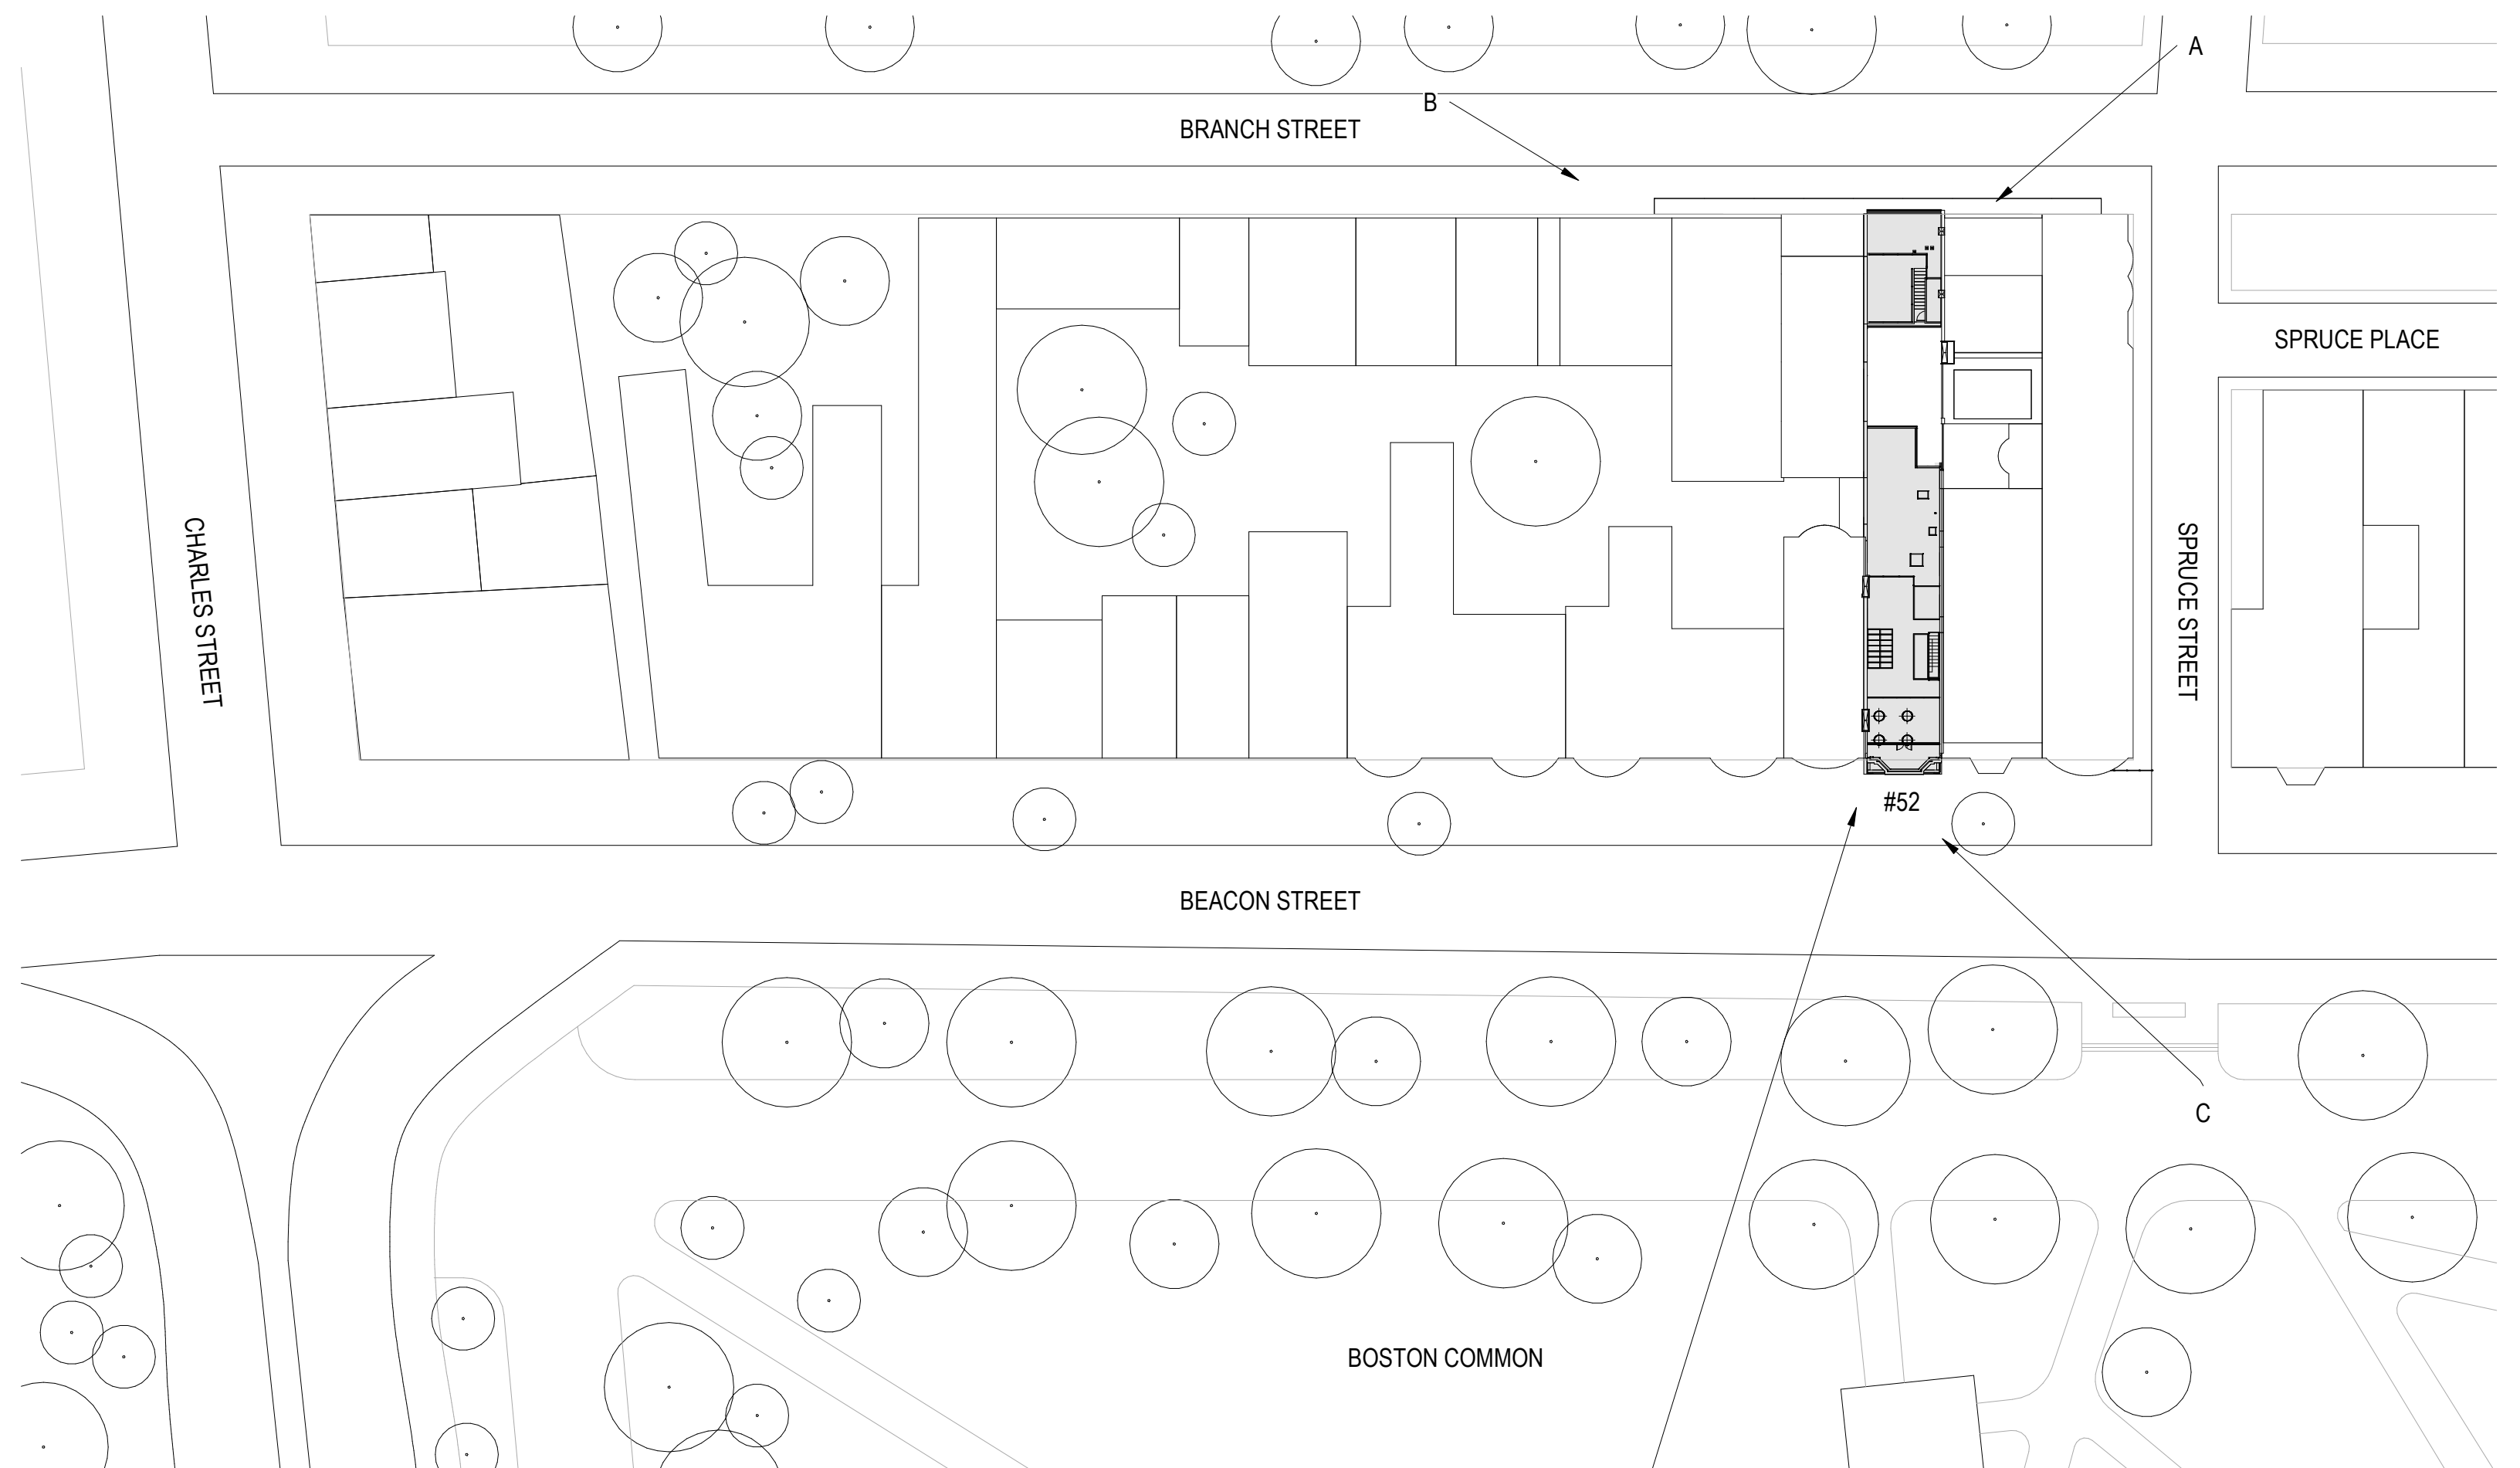 A
B
BRANCH STREET
SPRUCE PLACE
CHARLES STREET
SPRUCE STREET
#52
BEACON STREET
C
BOSTON COMMON